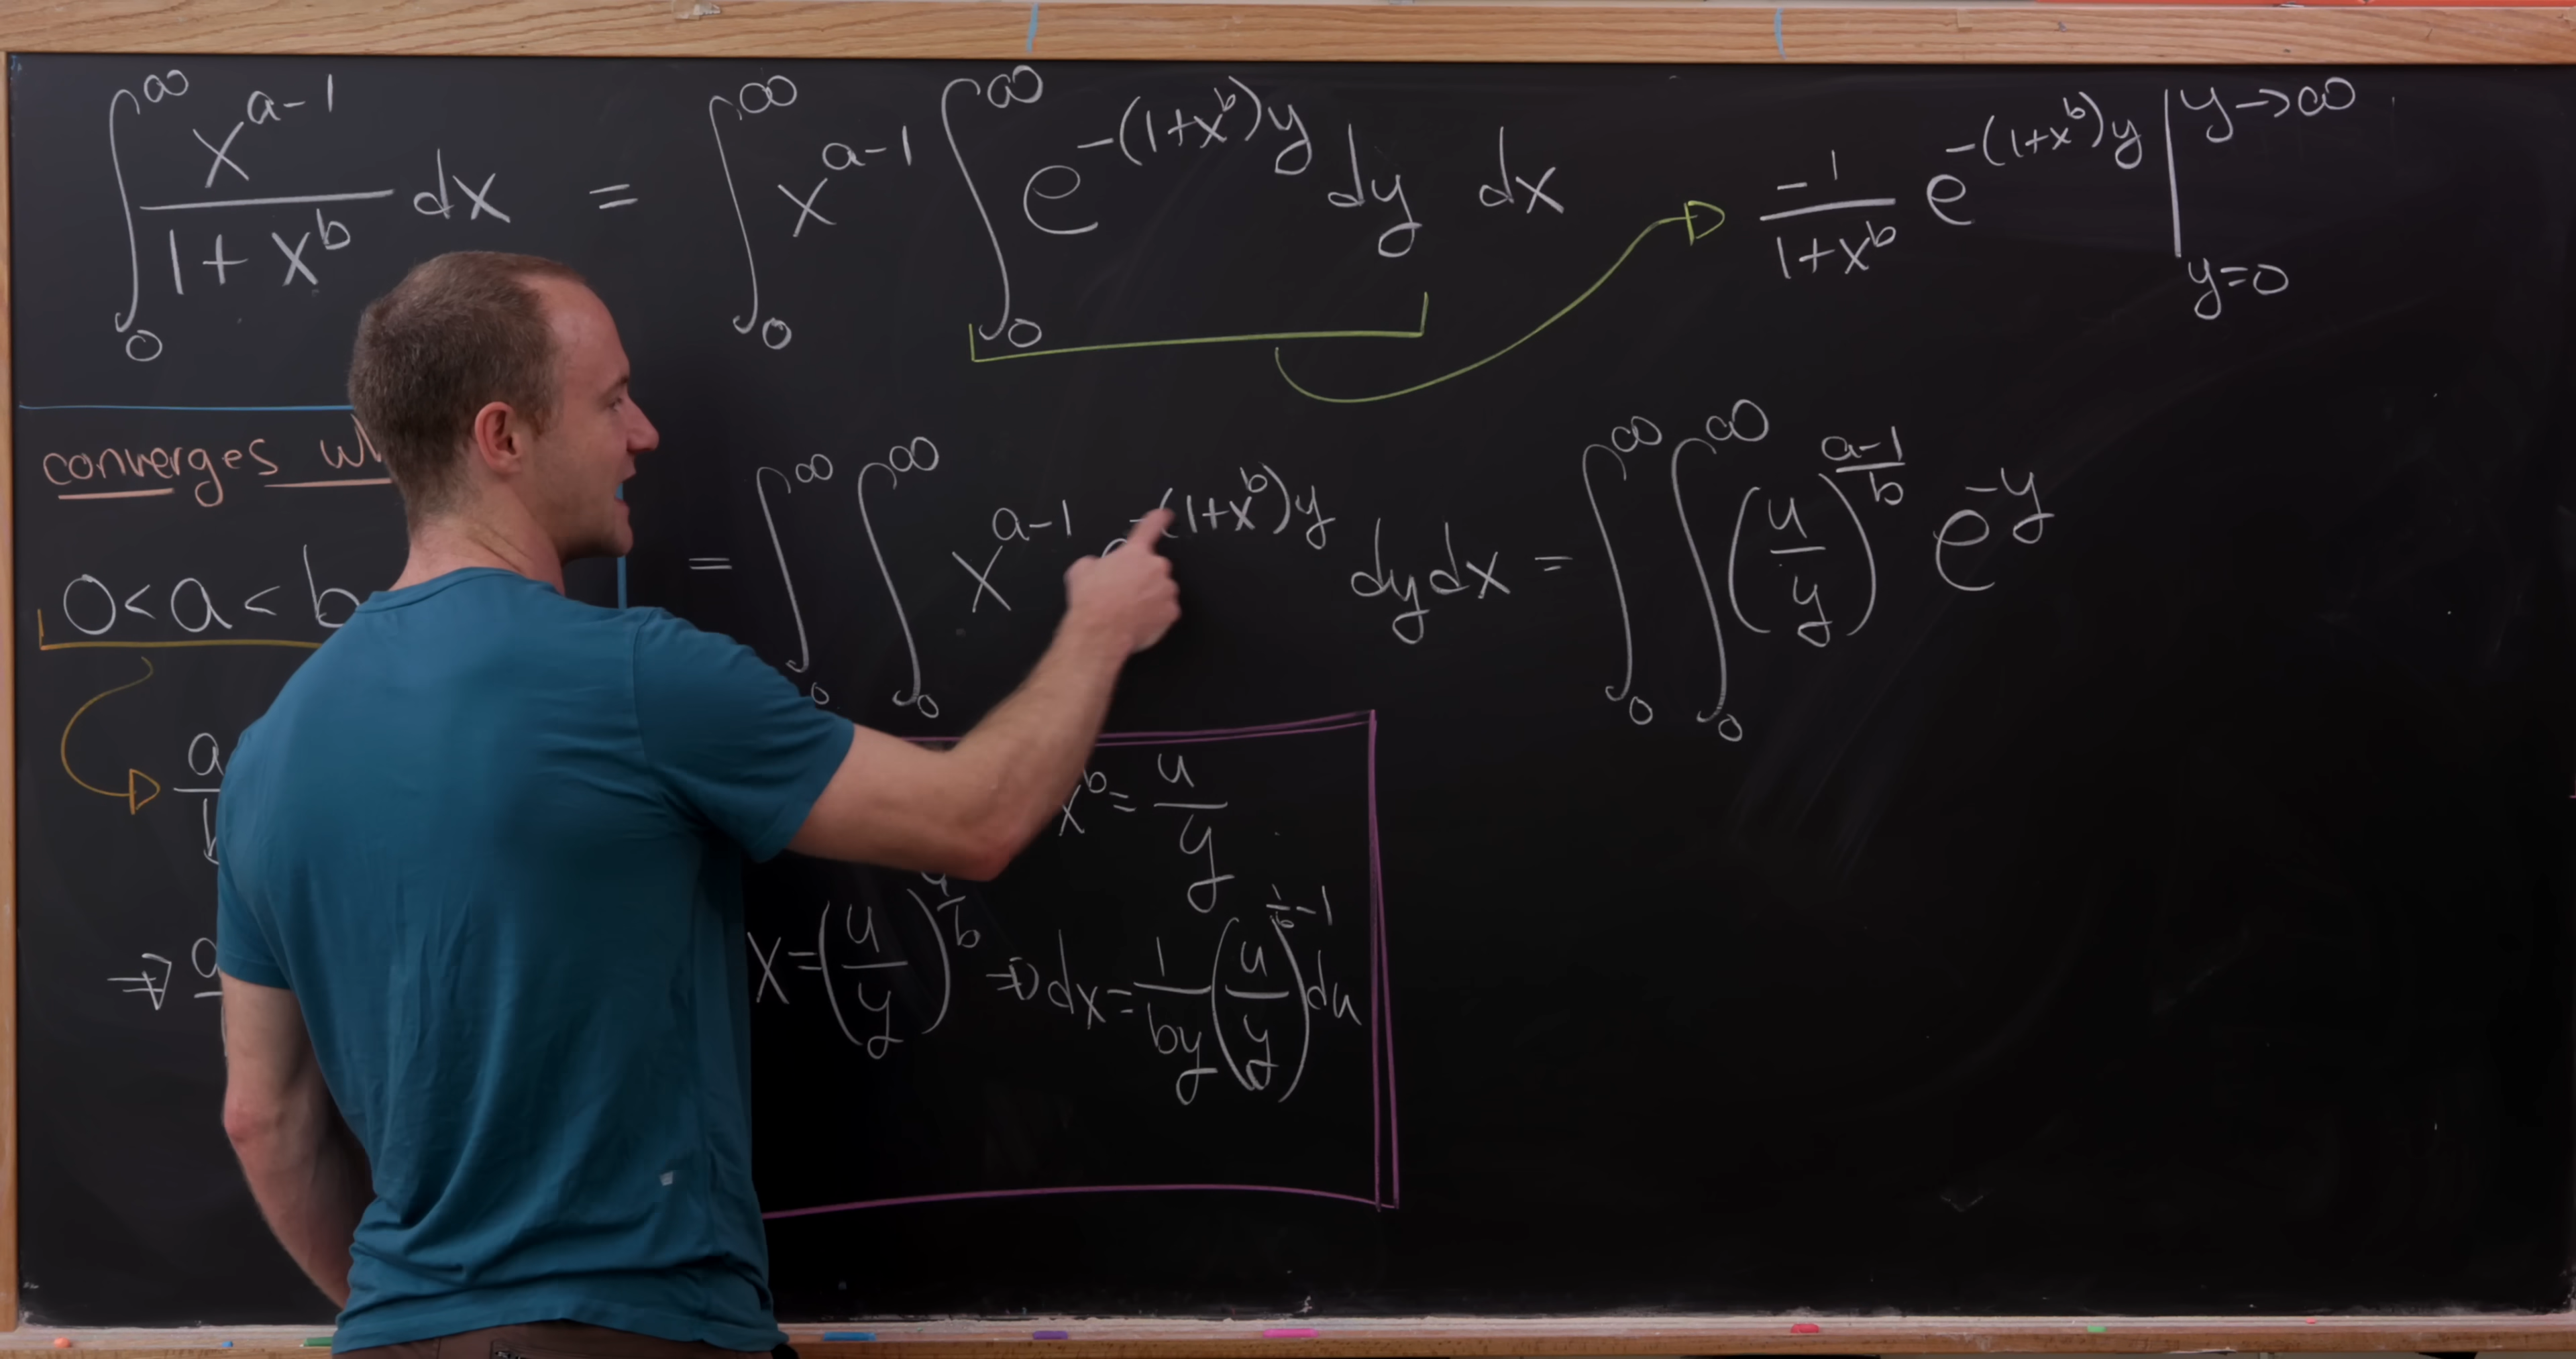 ∫₀^∞ x^(a-1)/(1+x^b) dx = ∫₀^∞ x^(a-1) ∫₀^∞ e^(-(1+x^b)y) dy dx
-1/(1+x^b) e^(-(1+x^b)y) | y→∞ y=0
converges
0<a<b
= ∫₀^∞ ∫₀^∞ x^(a-1) e^(-(1+x^b)y) dy dx = ∫₀^∞ ∫₀^∞ (u/y)^((a-1)/b) e^(-y)
a
x^b = u/y
⇒ a
x = (u/y)^(1/b) ⇒ dx = 1/(by) (u/y)^(1/b - 1) du